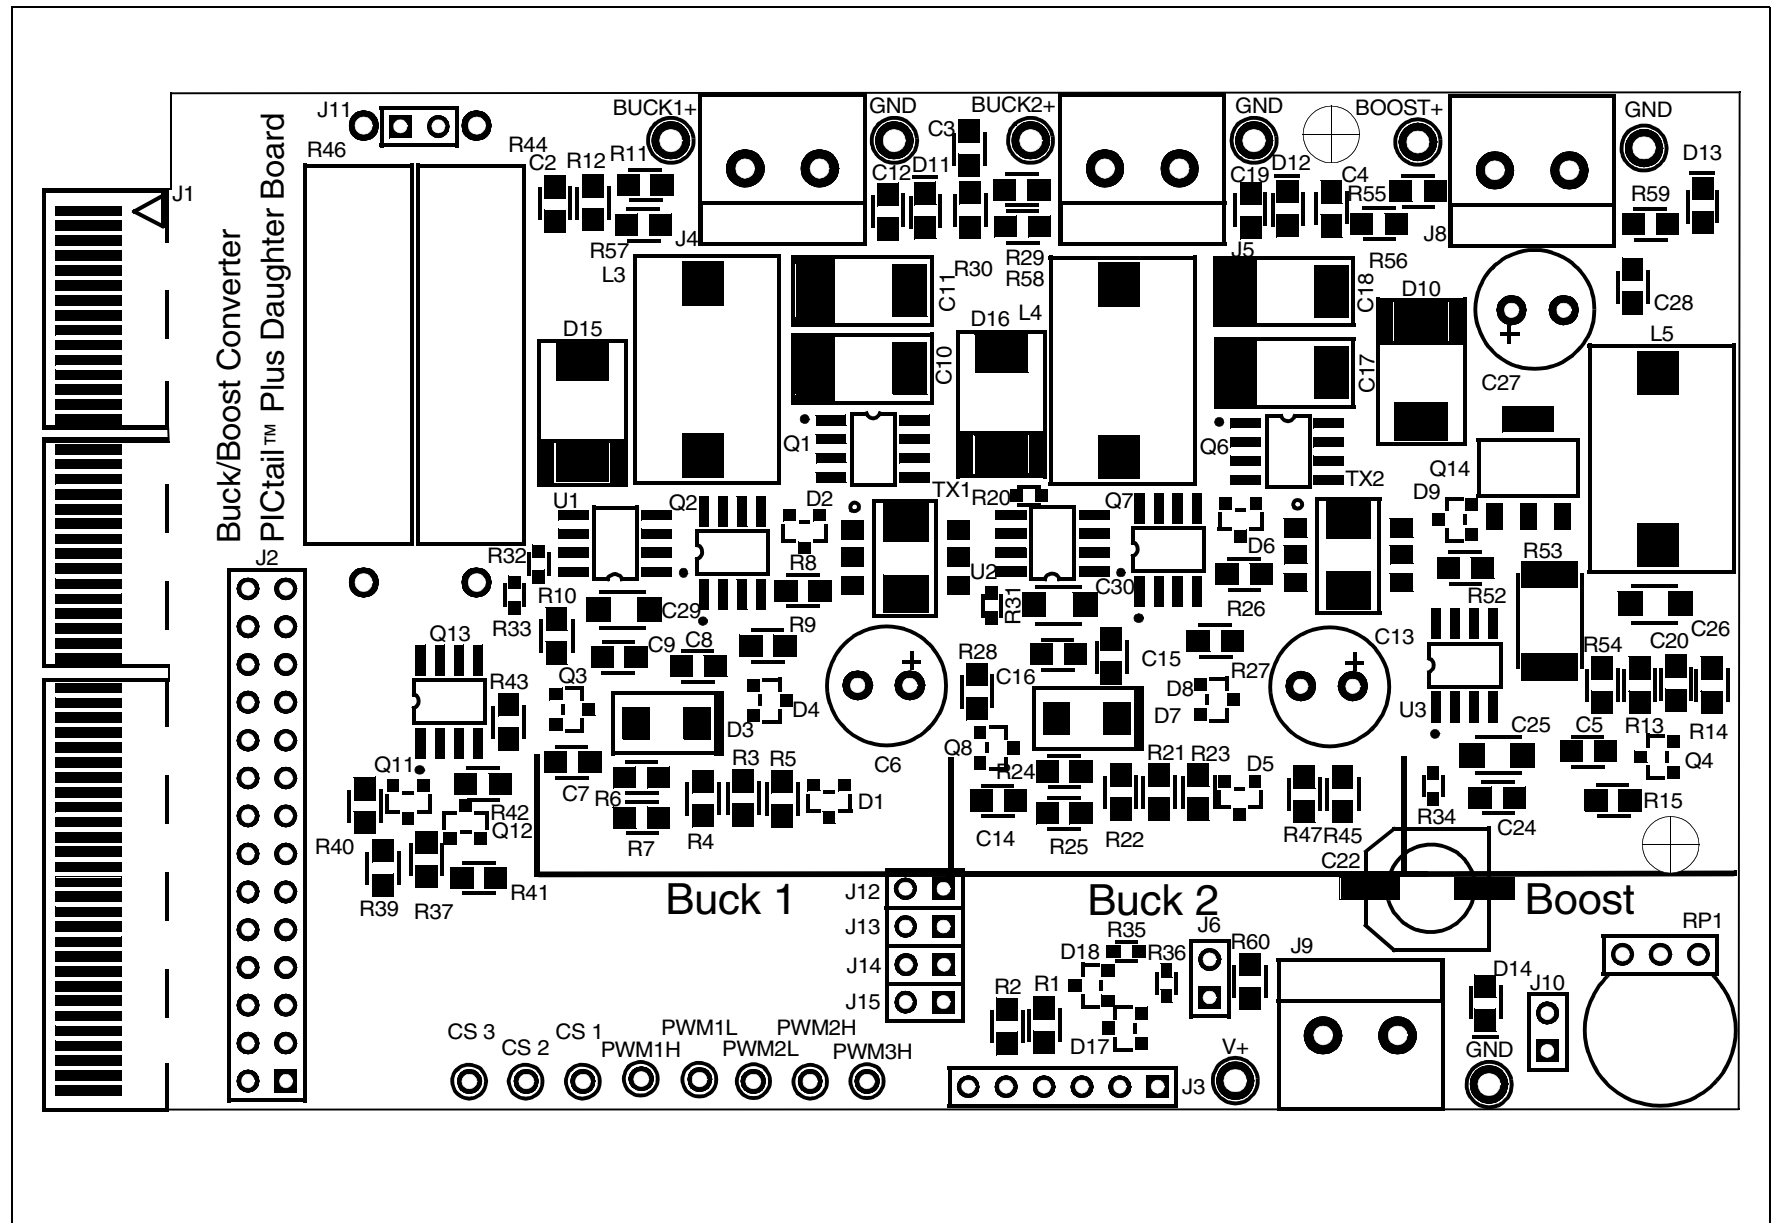 J11
BUCK1+
GND
BUCK2+
GND
BOOST+
GND
C3
R46
R44
C2
R12
R11
C12
D11
C19
D12
C4
R55
D13
R59
J1
R57
J4
R29
R58
R30
J5
R56
J8
Buck/Boost Converter
PICtail™ Plus Daughter Board
L3
C11
C10
L4
C18
C17
D10
C28
L5
D15
D16
C27
Q1
Q6
Q14
U1
Q2
D2
TX1
R20
Q7
TX2
D9
J2
R32
R8
U2
D6
R53
R10
R33
C29
R31
C30
R26
R52
Q13
C9
C8
R9
R28
C16
C15
R27
C13
R54
C20
C26
R43
Q3
D3
D4
D8
D7
U3
C25
C5
R13
R14
Q11
C7
R6
R3
R5
C6
Q8
R24
R21
R23
D5
Q4
R40
R42
Q12
R7
R4
D1
C14
R25
R22
R47
R45
R34
C24
R15
R39
R37
R41
C22
Buck 1
Buck 2
Boost
J12
J13
J14
J15
R35
D18
R36
J6
R60
J9
RP1
R2
R1
D14
J10
D17
CS 3
CS 2
CS 1
PWM1H
PWM1L
PWM2L
PWM2H
PWM3H
J3
V+
GND